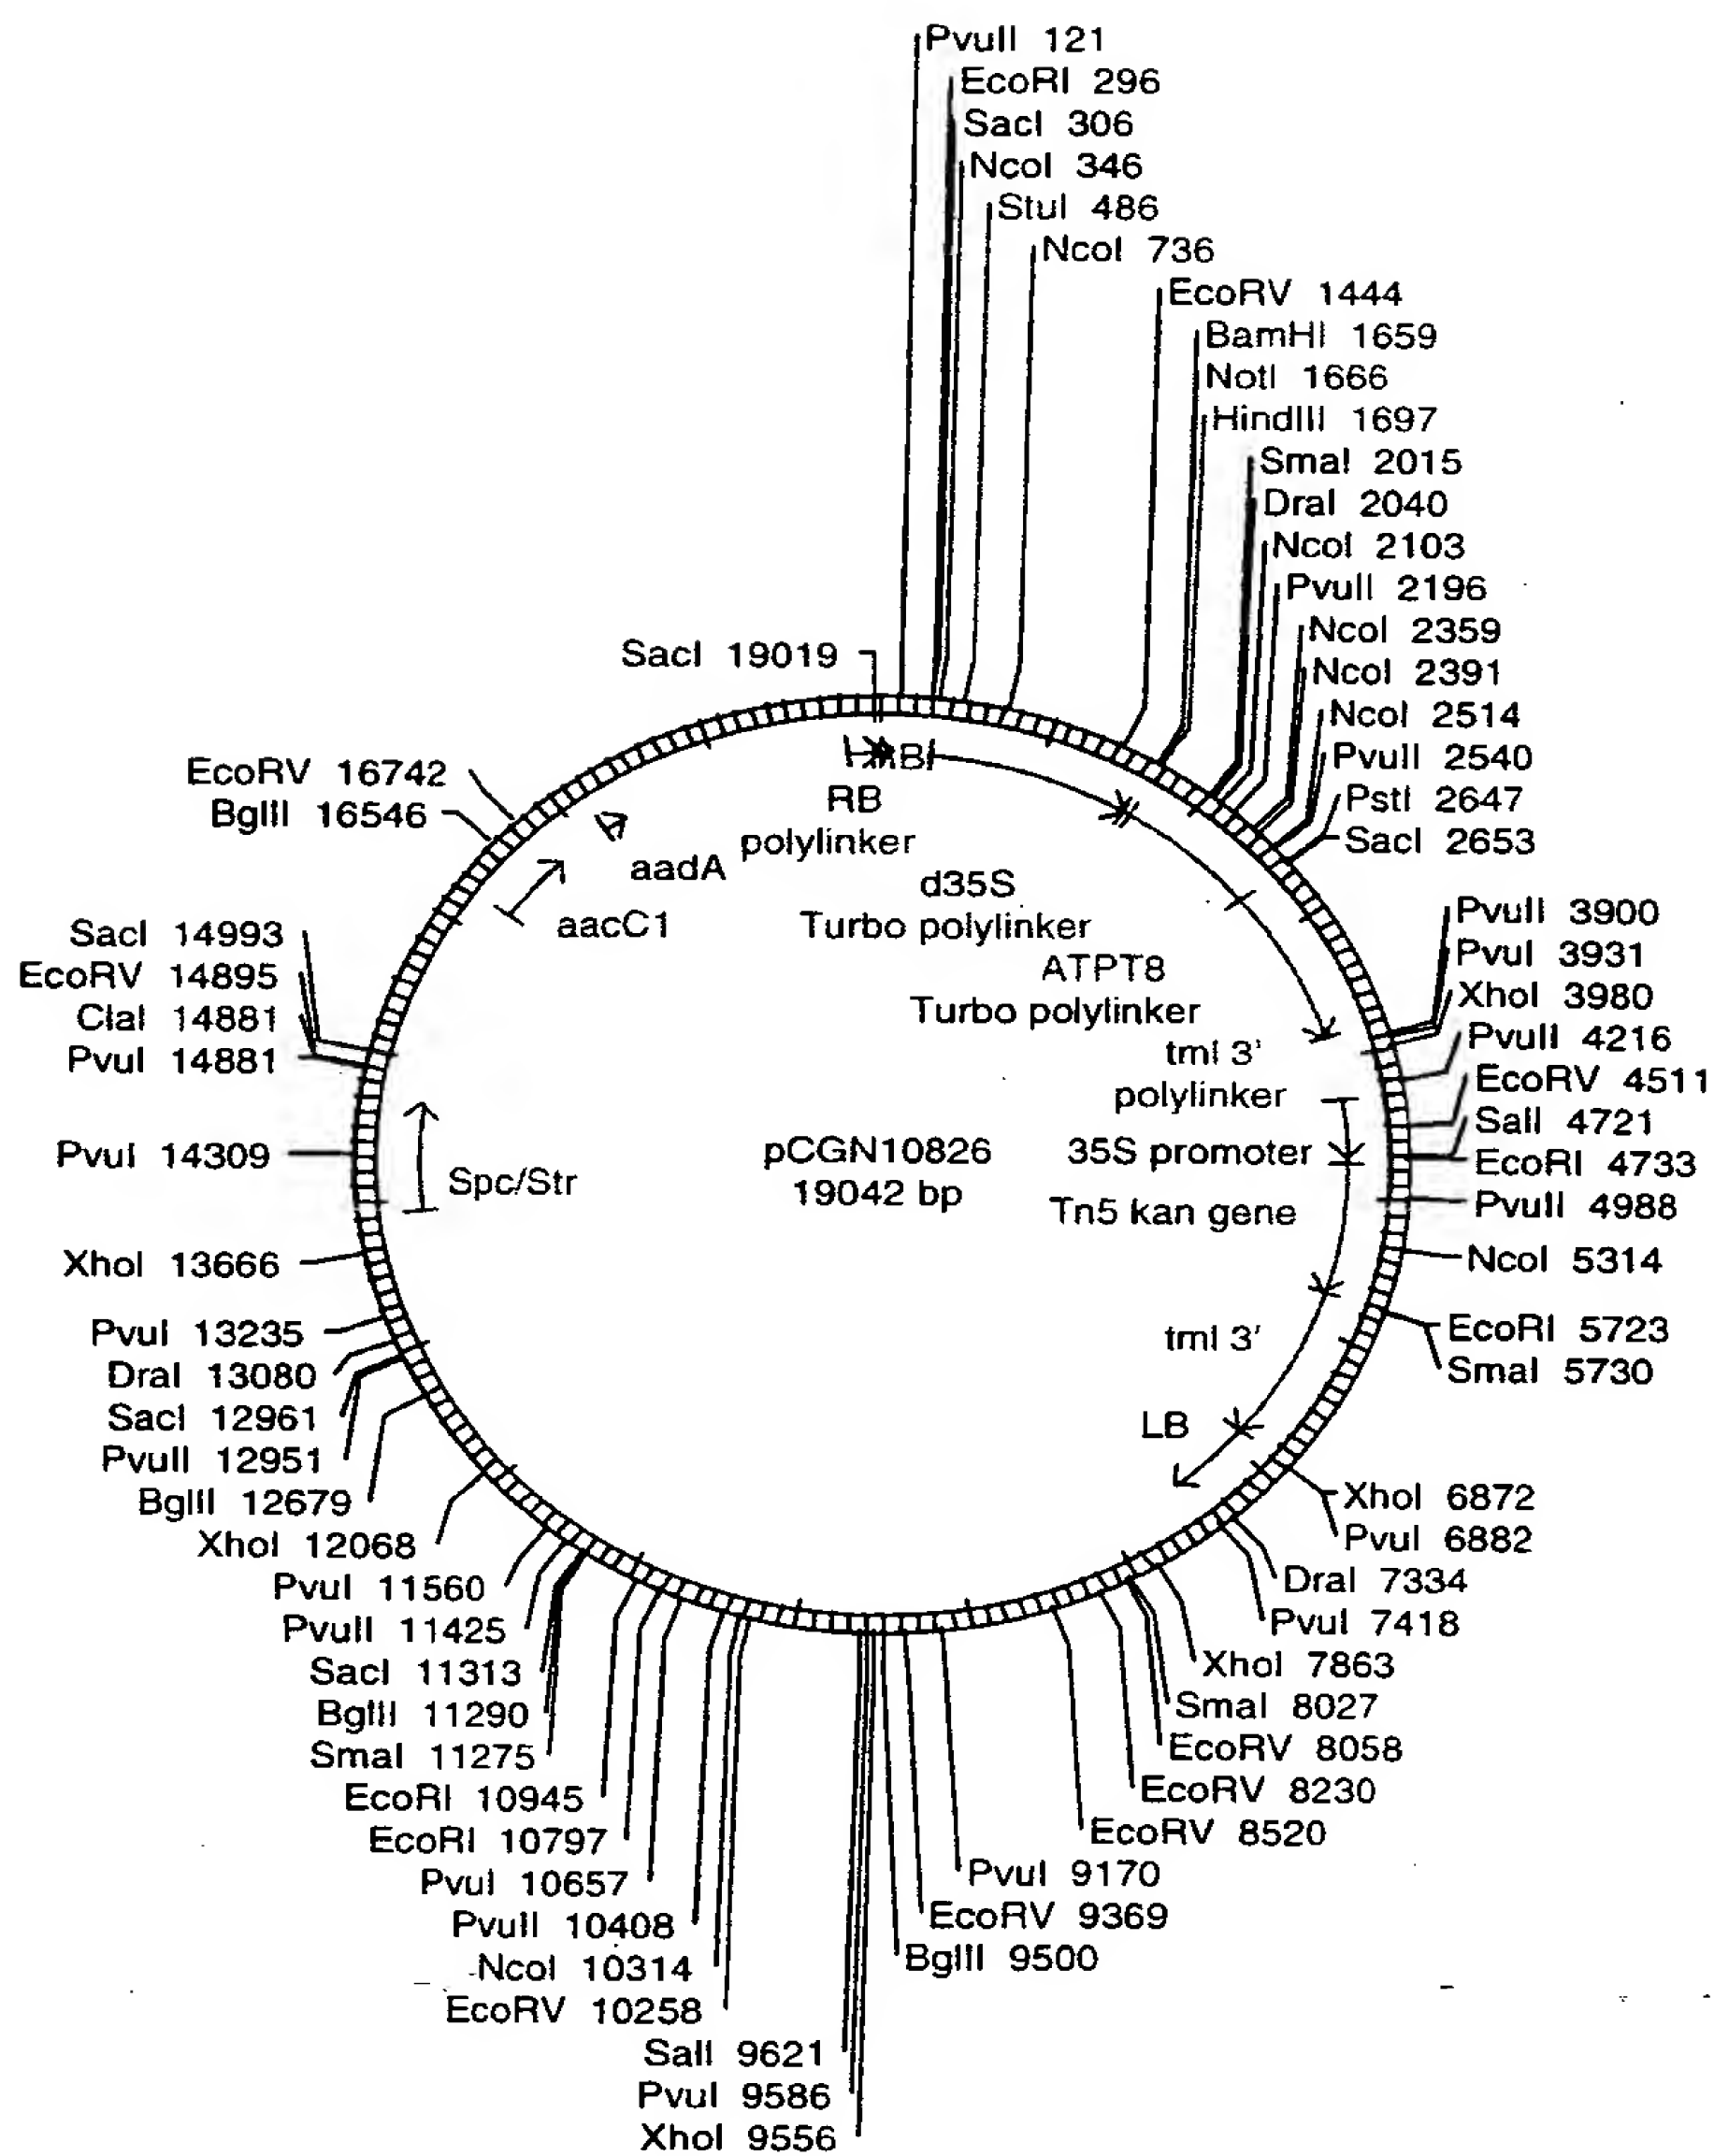 PvuII 121
EcoRI 296
SacI 306
NcoI 346
StuI 486
NcoI 736
EcoRV 1444
BamHI 1659
NotI 1666
HindIII 1697
SmaI 2015
DraI 2040
NcoI 2103
PvuII 2196
NcoI 2359
NcoI 2391
NcoI 2514
PvuII 2540
PstI 2647
SacI 2653
PvuII 3900
PvuI 3931
XhoI 3980
PvuII 4216
EcoRV 4511
SalI 4721
EcoRI 4733
PvuII 4988
NcoI 5314
EcoRI 5723
SmaI 5730
XhoI 6872
PvuI 6882
DraI 7334
PvuI 7418
XhoI 7863
SmaI 8027
EcoRV 8058
EcoRV 8230
EcoRV 8520
PvuI 9170
EcoRV 9369
BglII 9500
XhoI 9556
PvuI 9586
SalI 9621
EcoRV 10258
NcoI 10314
PvuII 10408
PvuI 10657
EcoRI 10797
EcoRI 10945
SmaI 11275
BglII 11290
SacI 11313
PvuII 11425
PvuI 11560
XhoI 12068
BglII 12679
PvuII 12951
SacI 12961
DraI 13080
PvuI 13235
XhoI 13666
PvuI 14309
PvuI 14881
ClaI 14881
EcoRV 14895
SacI 14993
BglII 16546
EcoRV 16742
SacI 19019
RB
polylinker
d35S
Turbo polylinker
ATPT8
Turbo polylinker
tml 3'
polylinker
35S promoter
Tn5 kan gene
tml 3'
LB
Spc/Str
aacC1
aadA
pCGN10826
19042 bp